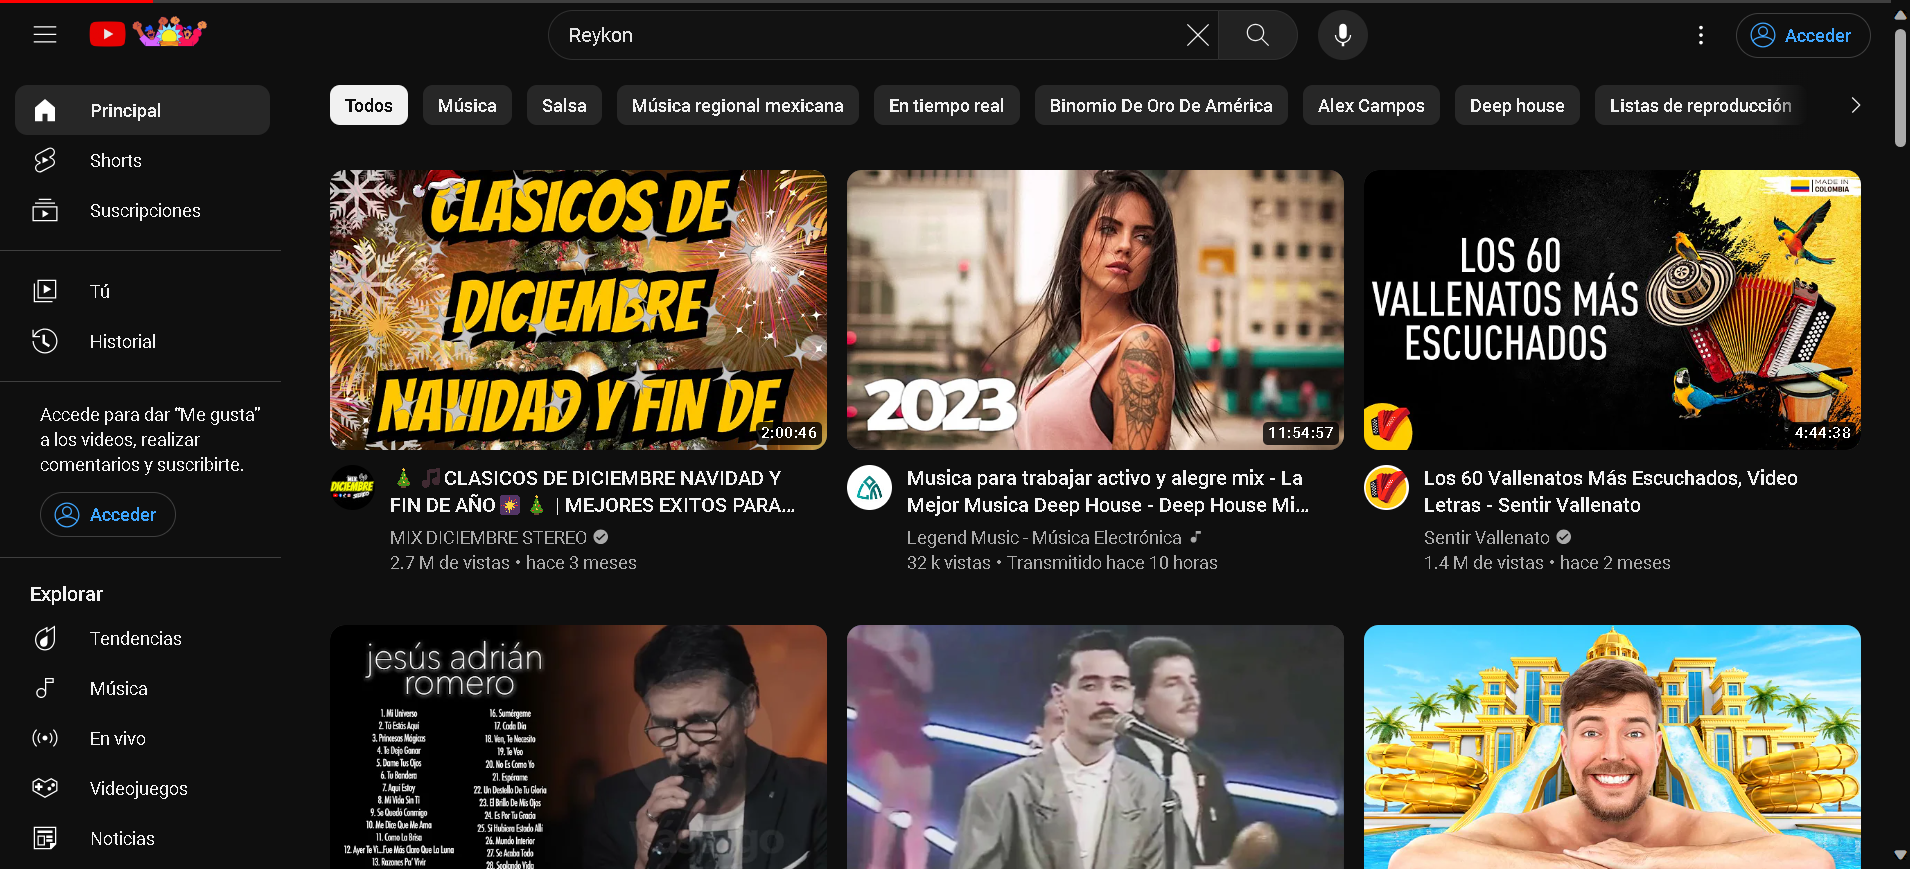 Reykon
Acceder
Principal
Shorts
Suscripciones
Tú
Historial
Accede para dar “Me gusta”
a los videos, realizar
comentarios y suscribirte.
Acceder
Explorar
Tendencias
Música
En vivo
Videojuegos
Noticias
Todos
Música
Salsa
Música regional mexicana
En tiempo real
Binomio De Oro De América
Alex Campos
Deep house
Listas de reproducción
CLASICOS DE
DICIEMBRE
NAVIDAD Y FIN DE
2:00:46
MIX
DICIEMBRE
STEREO
🎄 🎵CLASICOS DE DICIEMBRE NAVIDAD Y
FIN DE AÑO🎆 🎄 | MEJORES EXITOS PARA...
MIX DICIEMBRE STEREO
2.7 M de vistas • hace 3 meses
2023
11:54:57
Musica para trabajar activo y alegre mix - La
Mejor Musica Deep House - Deep House Mi...
Legend Music - Música Electrónica
32 k vistas • Transmitido hace 10 horas
MADE IN
COLOMBIA
LOS 60
VALLENATOS MÁS
ESCUCHADOS
4:44:38
Los 60 Vallenatos Más Escuchados, Video
Letras - Sentir Vallenato
Sentir Vallenato
1.4 M de vistas • hace 2 meses
jesús adrián
romero
1. Mi Universo
2. Tú Estás Aquí
3. Princesas Mágicas
4. Te Dejo Ganar
5. Dame Tus Ojos
6. Tu Bandera
7. Aquí Estoy
8. Mi Vida Sin Ti
9. Se Quedó Conmigo
10. Me Dice Que Me Ama
11. Como La Brisa
12. Ayer Te Vi...Fue Más Claro Que La Luna
13. Razones Pa' Vivir
16. Sumérgeme
17. Cada Día
18. Ven, Te Necesito
19. Te Veo
20. No Es Como Yo
21. Espérame
22. Un Destello De Tu Gloria
23. El Brillo De Mis Ojos
24. Es Por Tu Gracia
25. Si Hubiera Estado Allí
26. Mundo Interior
27. Se Acaba Todo
28. Soplando Vida